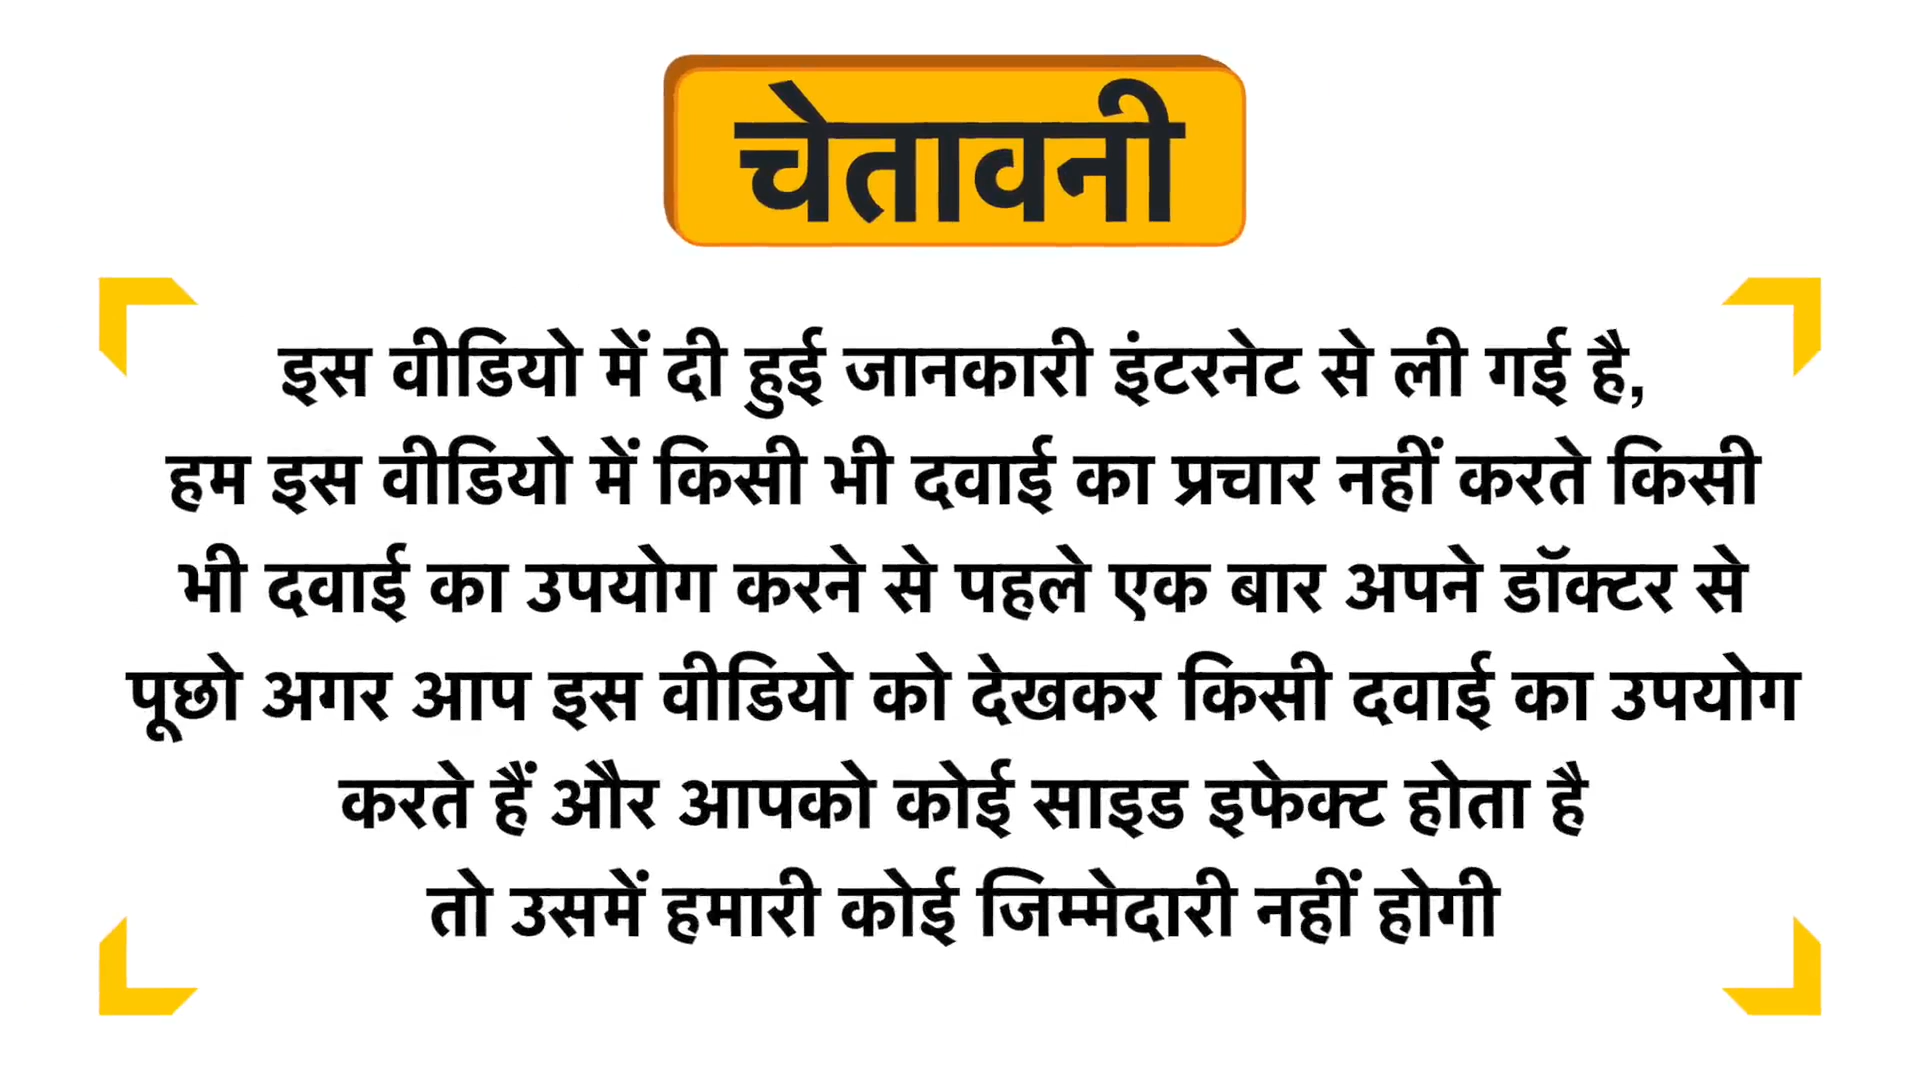 चेतावनी
इस वीडियो में दी हुई जानकारी इंटरनेट से ली गई है,
हम इस वीडियो में किसी भी दवाई का प्रचार नहीं करते किसी
भी दवाई का उपयोग करने से पहले एक बार अपने डॉक्टर से
पूछो अगर आप इस वीडियो को देखकर किसी दवाई का उपयोग
करते हैं और आपको कोई साइड इफेक्ट होता है
तो उसमें हमारी कोई जिम्मेदारी नहीं होगी